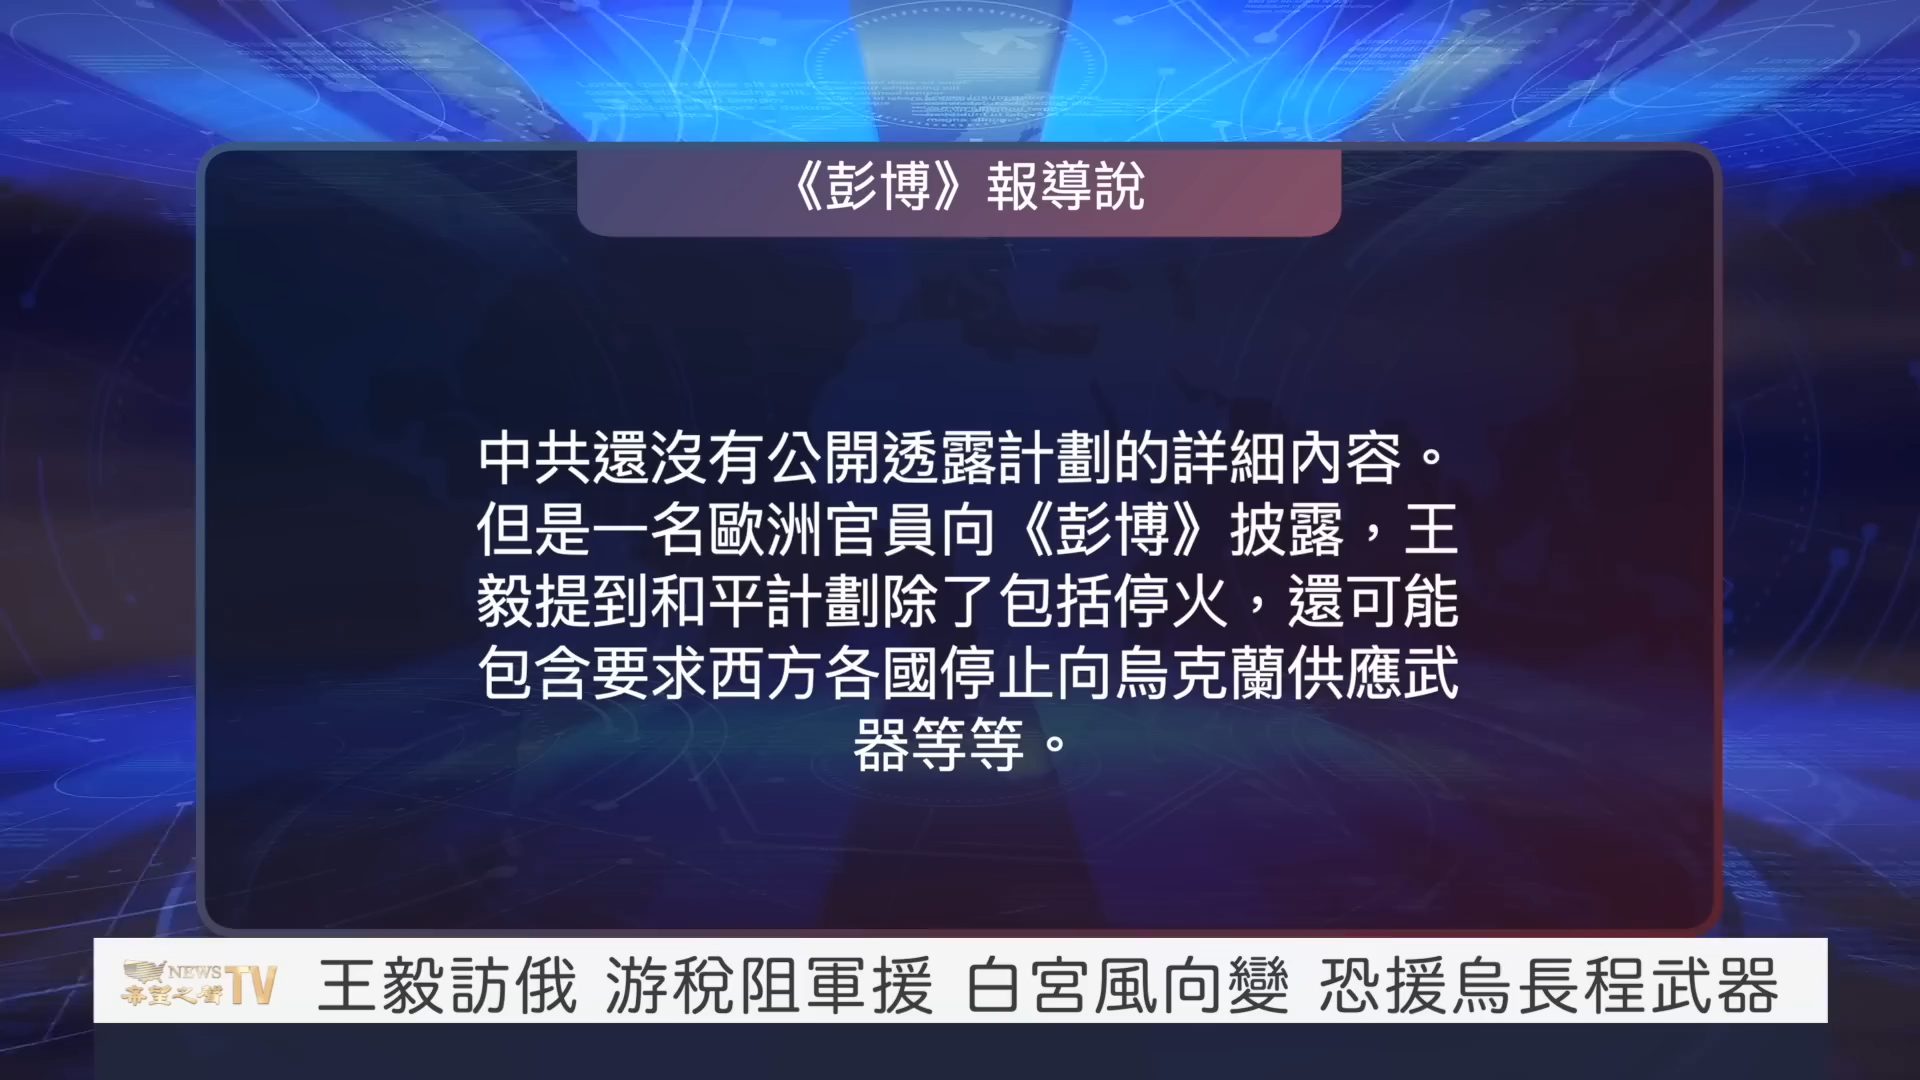 《彭博》報導說
中共還沒有公開透露計劃的詳細內容。
但是一名歐洲官員向《彭博》披露，王
毅提到和平計劃除了包括停火，還可能
包含要求西方各國停止向烏克蘭供應武
器等等。
NEWS
希望之聲TV
王毅訪俄 游稅阻軍援 白宮風向變 恐援烏長程武器